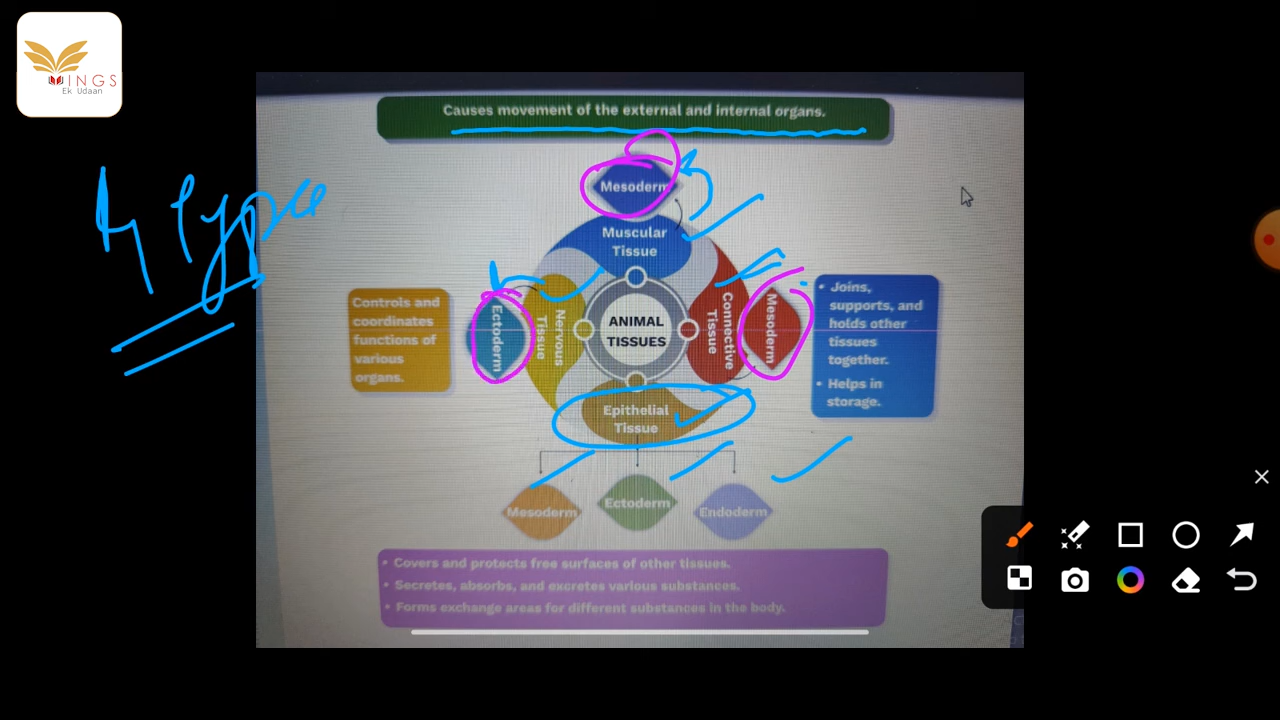 WINGS
Ek Udaan
4 Type
Causes movement of the external and internal organs.
Mesoderm
Muscular
Tissue
Controls and
coordinates
functions of
various
organs.
Ectoderm
Nervous
Tissue
ANIMAL
TISSUES
Connective
Tissue
Mesoderm
• Joins,
supports, and
holds other
tissues
together.
• Helps in
storage.
Epithelial
Tissue
Mesoderm
Ectoderm
Endoderm
• Covers and protects free surfaces of other tissues.
• Secretes, absorbs, and excretes various substances.
• Forms exchange areas for different substances in the body.